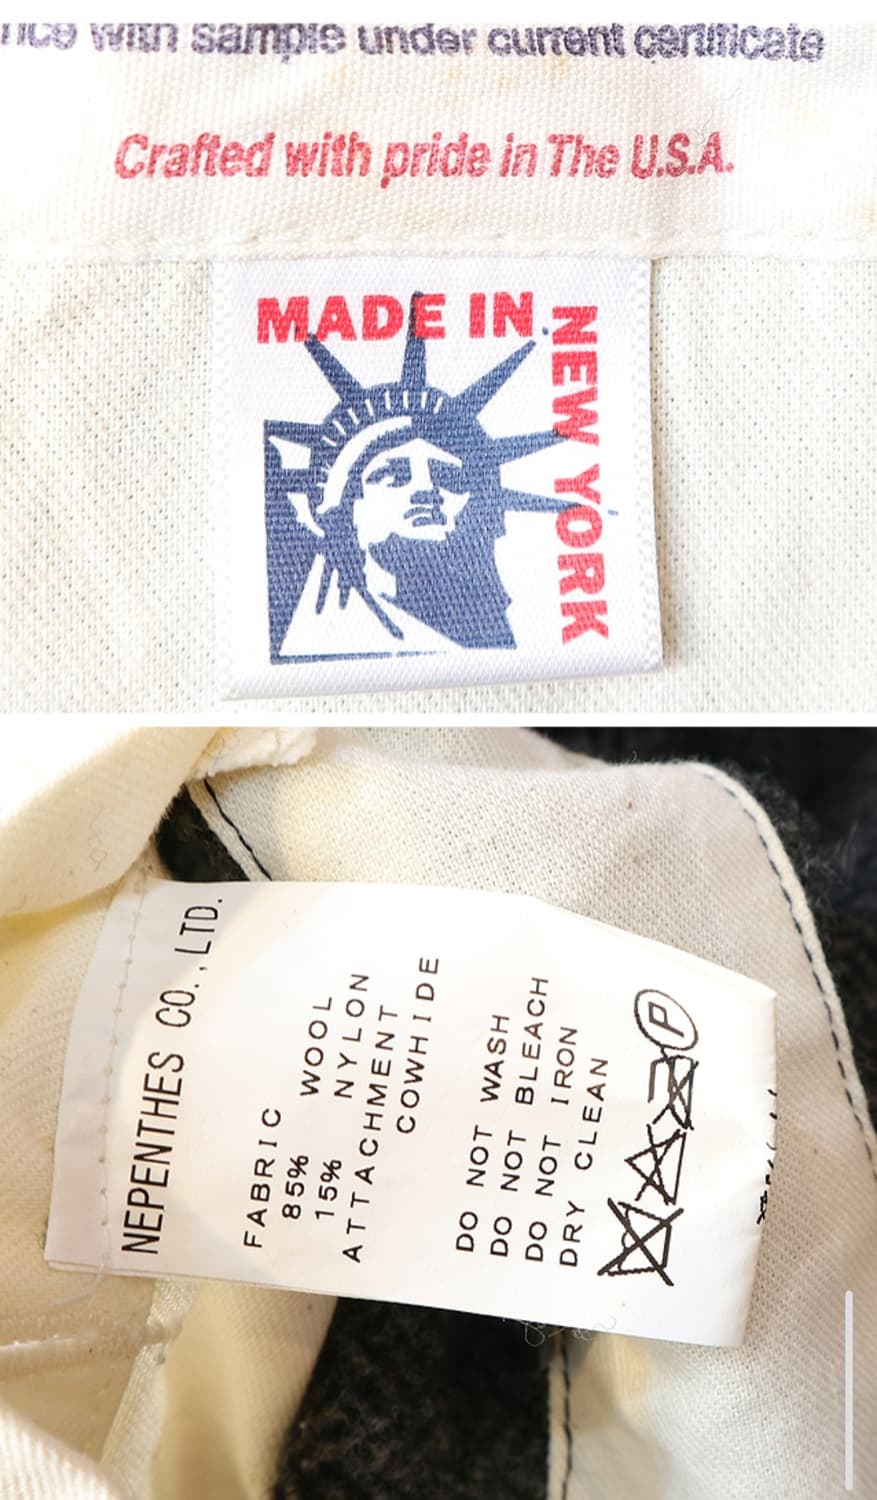 with sample under current certificate
Crafted with pride in The U.S.A.
MADE IN
NEW YORK
NEPENTHES CO., LTD.
FABRIC
85% WOOL
15% NYLON
ATTACHMENT
COWHIDE
DO NOT WASH
DO NOT BLEACH
DO NOT IRON
DRY CLEAN
P